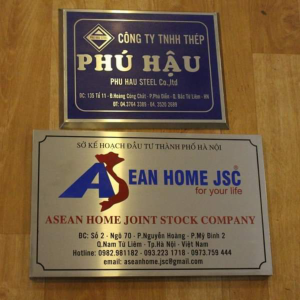 CÔNG TY TNHH THÉP
PHÚ HẬU
PHU HAU STEEL Co.,ltd
SỞ KẾ HOẠCH ĐẦU TƯ THÀNH PHỐ HÀ NỘI
ASEAN HOME JSC
for your life
ASEAN HOME JOINT STOCK COMPANY
ĐC: Số 2 - Ngõ 70 - P.Nguyễn Hoàng - P.Mỹ Đình 2
Q.Nam Từ Liêm - Tp.Hà Nội - Việt Nam
Hotline: 0982.981182 - 093.223 1718 - 0973.759 444
email: aseanhome.jsc@gmail.com